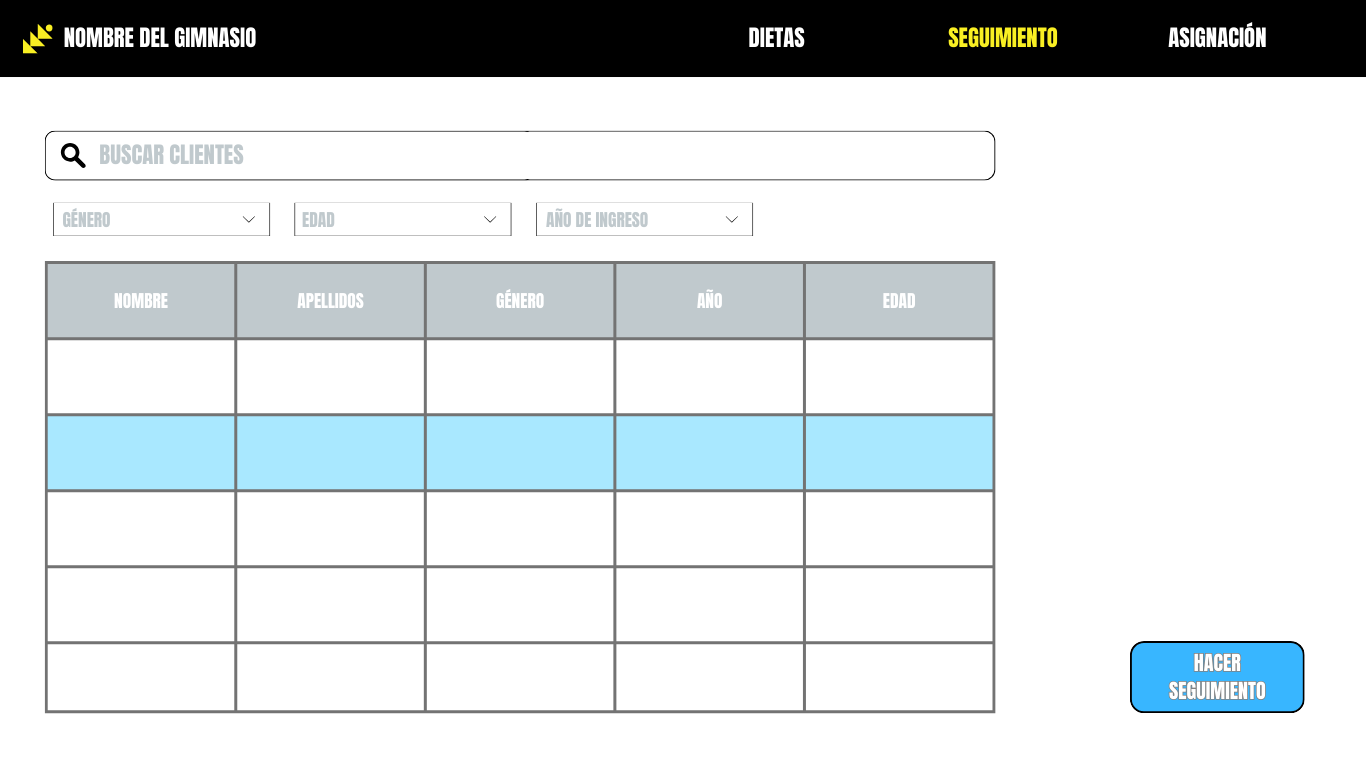 NOMBRE DEL GIMNASIO DIETAS SEGUIMIENTO ASIGNACIÓN
BUSCAR CLIENTES
GÉNERO EDAD AÑO DE INGRESO
NOMBRE APELLIDOS GÉNERO AÑO EDAD
HACER
SEGUIMIENTO